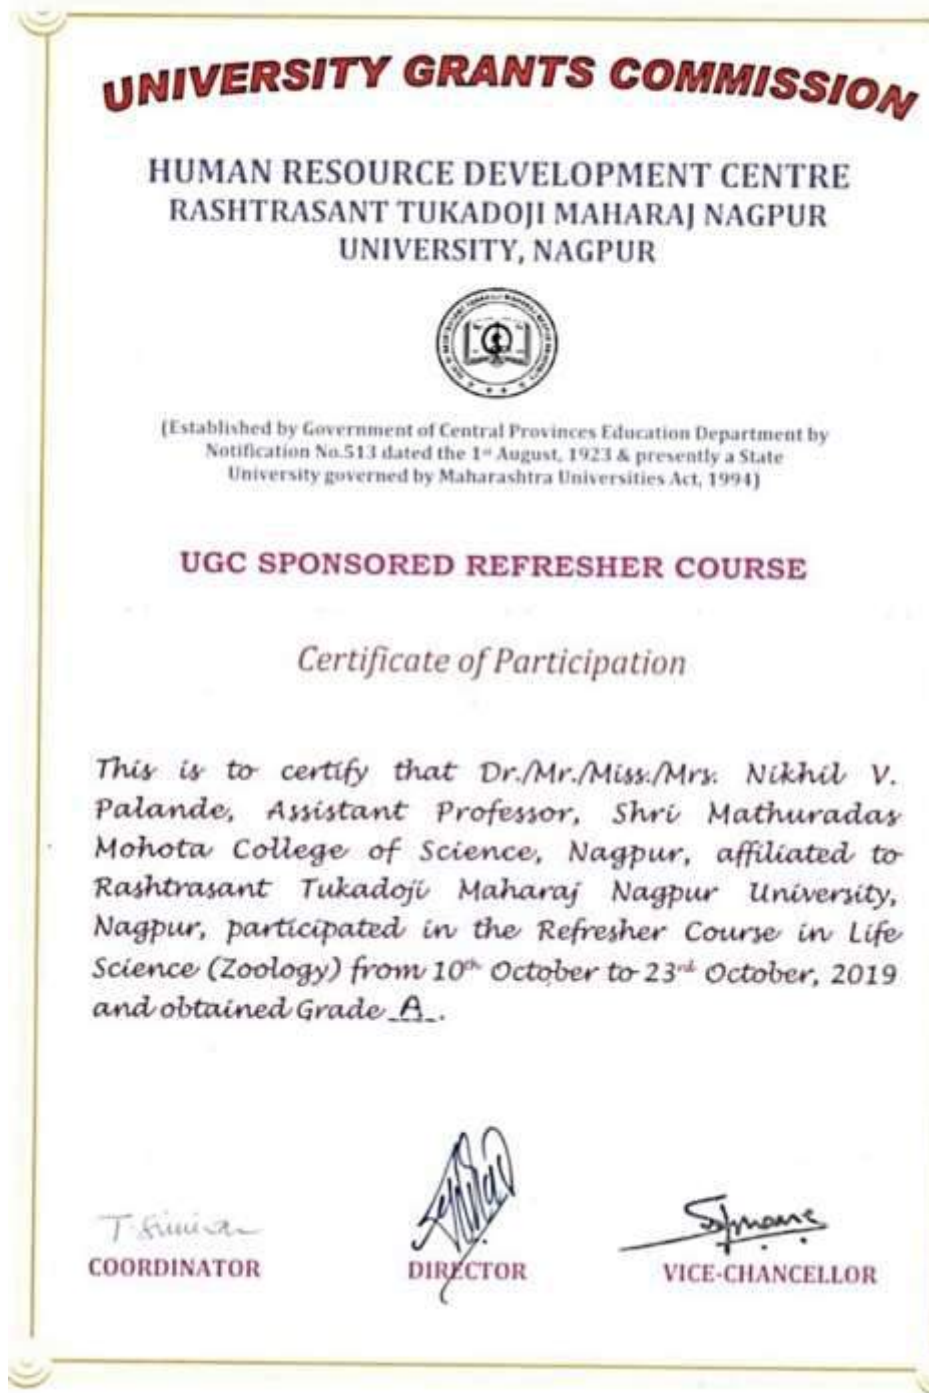 UNIVERSITY GRANTS COMMISSION
HUMAN RESOURCE DEVELOPMENT CENTRE
RASHTRASANT TUKADOJI MAHARAJ NAGPUR
UNIVERSITY, NAGPUR
(Established by Government of Central Provinces Education Department by
Notification No.513 dated the 1st August, 1923 & presently a State
University governed by Maharashtra Universities Act, 1994)
UGC SPONSORED REFRESHER COURSE
Certificate of Participation
This is to certify that Dr./Mr./Miss./Mrs. Nikhil V.
Palande, Assistant Professor, Shri Mathuradas
Mohota College of Science, Nagpur, affiliated to
Rashtrasant Tukadoji Maharaj Nagpur University,
Nagpur, participated in the Refresher Course in Life
Science (Zoology) from 10th October to 23rd October, 2019
and obtained Grade A.
COORDINATOR
DIRECTOR
VICE-CHANCELLOR